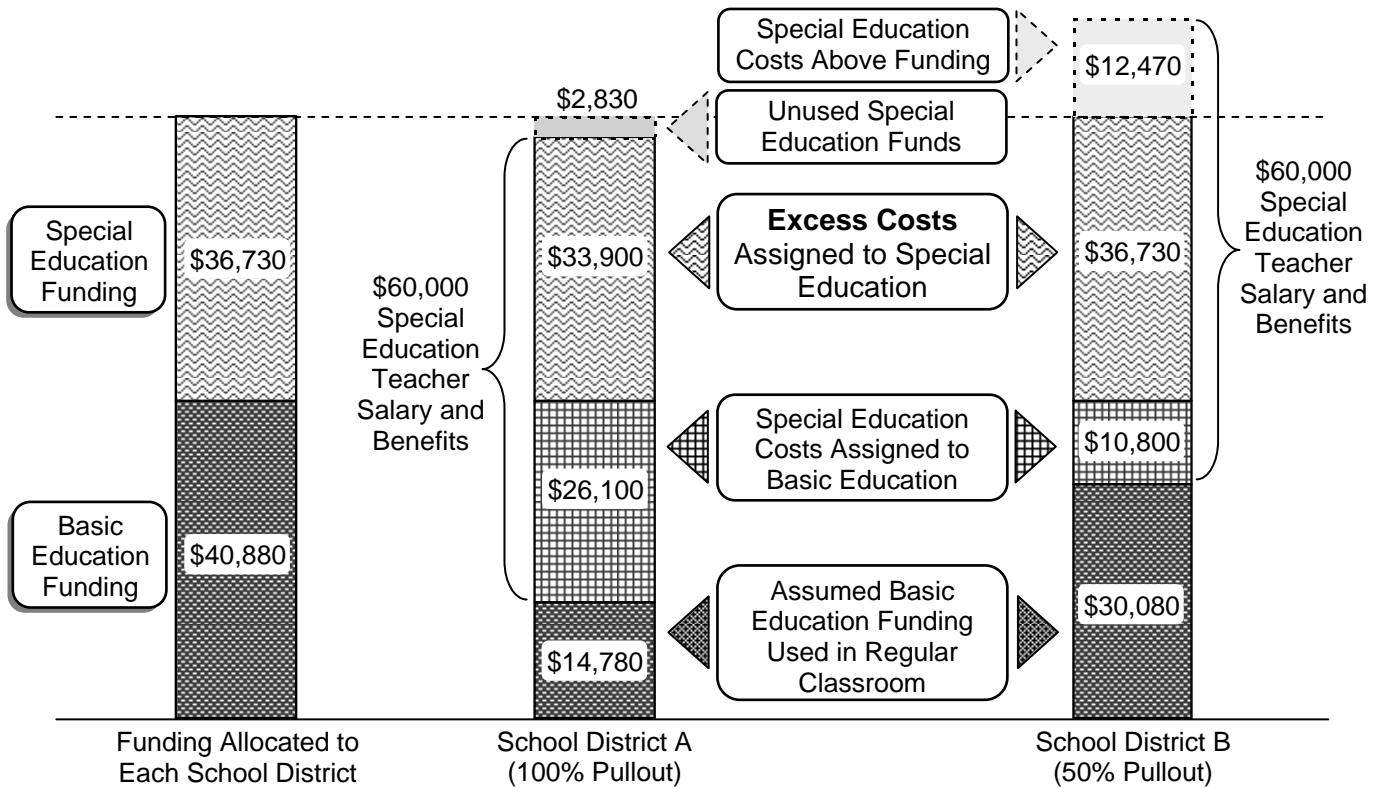 Special Education
Costs Above Funding
$12,470
$2,830
Unused Special
Education Funds
$60,000
Special
Education
Teacher
Salary and
Benefits
Special
Education
Funding
$36,730
$33,900
Excess Costs
Assigned to Special
Education
$36,730
$60,000
Special
Education
Teacher
Salary and
Benefits
Special Education
Costs Assigned to
Basic Education
$10,800
$26,100
Basic
Education
Funding
$40,880
Assumed Basic
Education Funding
Used in Regular
Classroom
$30,080
$14,780
Funding Allocated to
Each School District
School District A
(100% Pullout)
School District B
(50% Pullout)